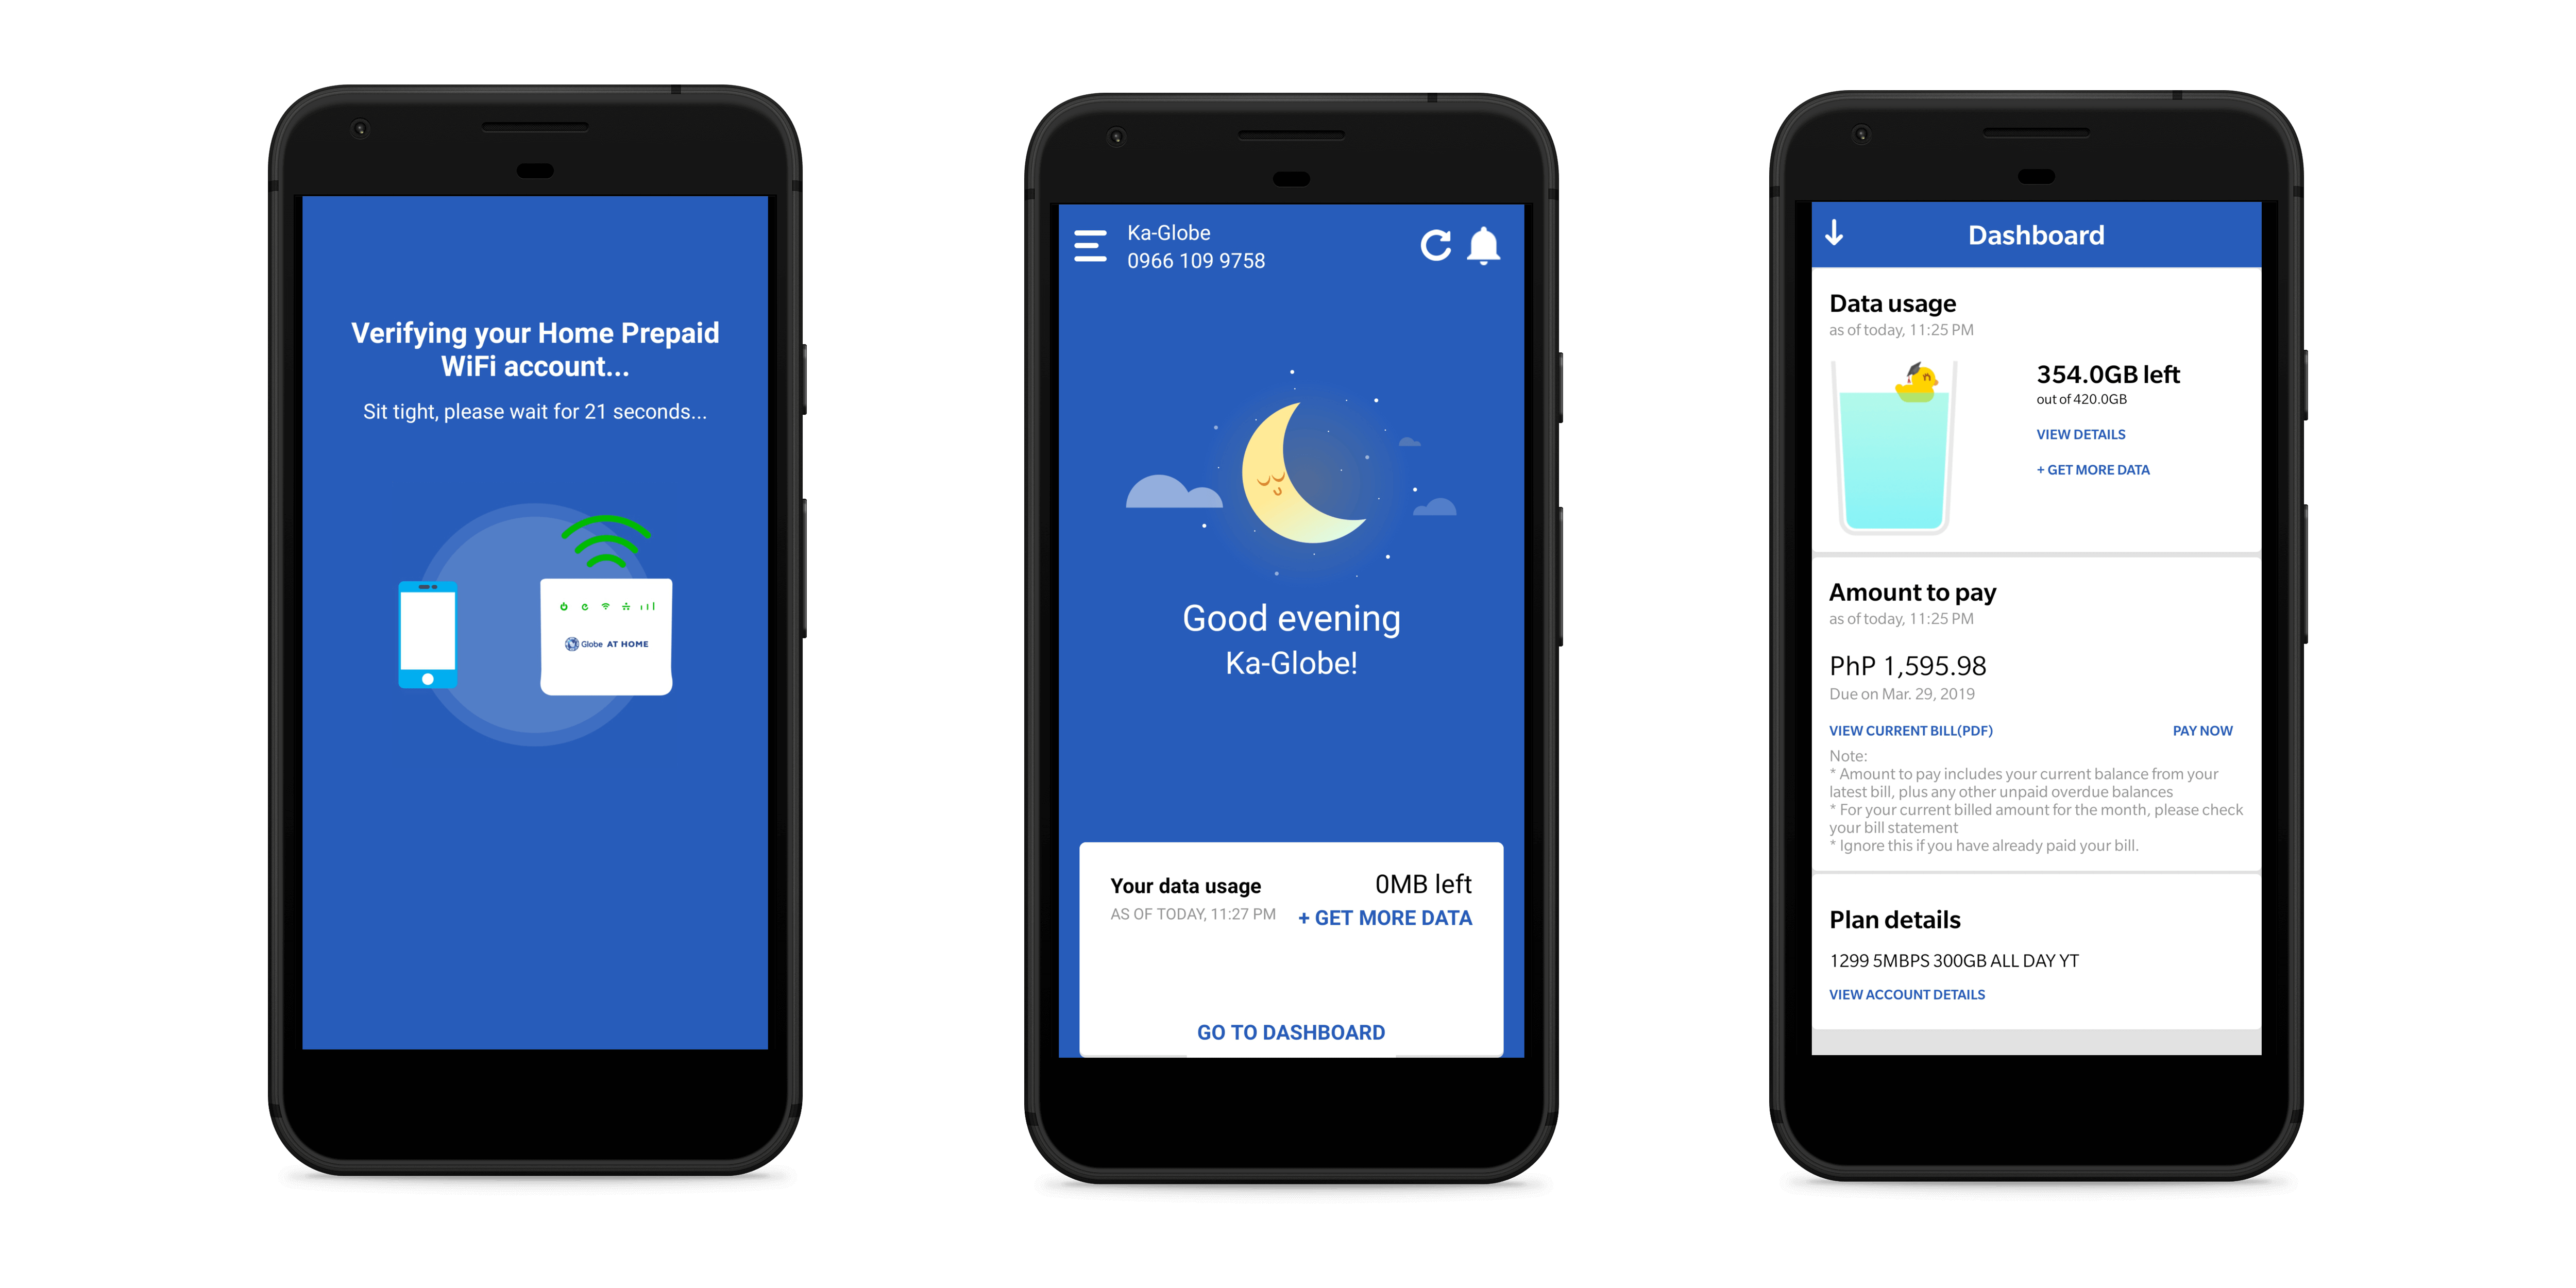 Verifying your Home Prepaid
WiFi account...
Sit tight, please wait for 21 seconds...
Globe AT HOME
Ka-Globe
0966 109 9758
Good evening
Ka-Globe!
Your data usage
0MB left
AS OF TODAY, 11:27 PM
+ GET MORE DATA
GO TO DASHBOARD
Dashboard
Data usage
as of today, 11:25 PM
354.0GB left
out of 420.0GB
VIEW DETAILS
+ GET MORE DATA
Amount to pay
as of today, 11:25 PM
PhP 1,595.98
Due on Mar. 29, 2019
VIEW CURRENT BILL(PDF)
PAY NOW
Note:
* Amount to pay includes your current balance from your
latest bill, plus any other unpaid overdue balances
* For your current billed amount for the month, please check
your bill statement
* Ignore this if you have already paid your bill.
Plan details
1299 5MBPS 300GB ALL DAY YT
VIEW ACCOUNT DETAILS